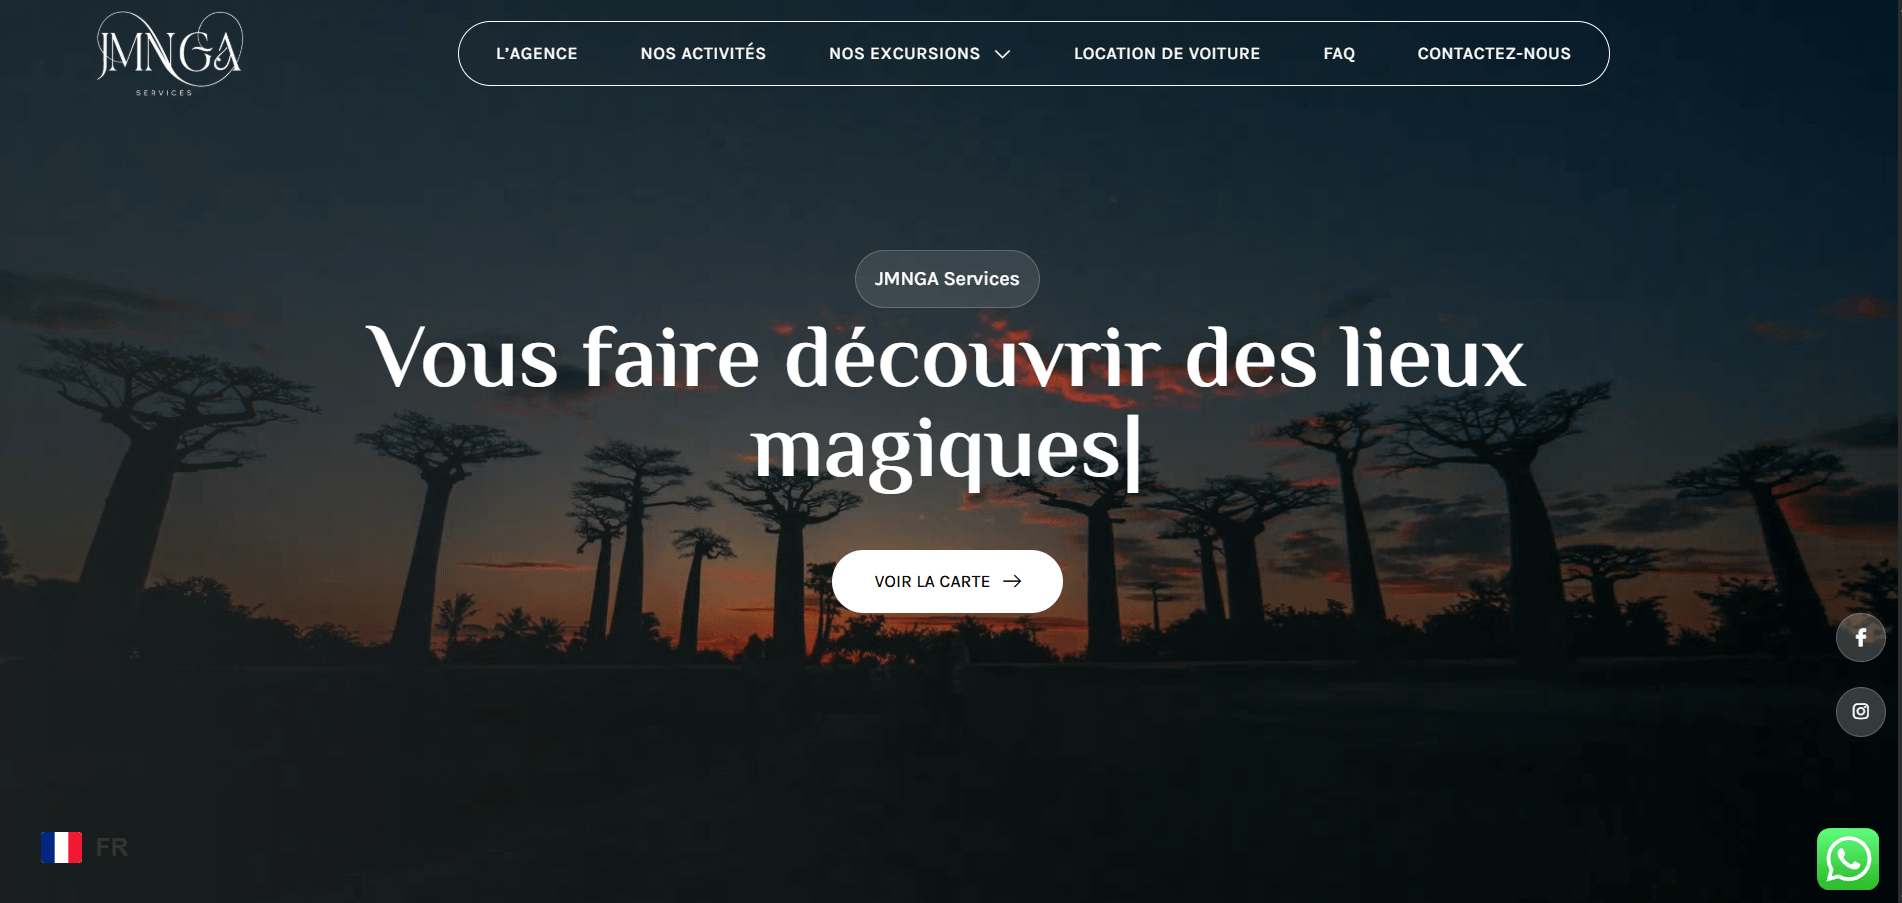 JMNGA
SERVICES
L'AGENCE
NOS ACTIVITÉS
NOS EXCURSIONS
LOCATION DE VOITURE
FAQ
CONTACTEZ-NOUS
JMNGA Services
Vous faire découvrir des lieux
magiques|
VOIR LA CARTE
FR